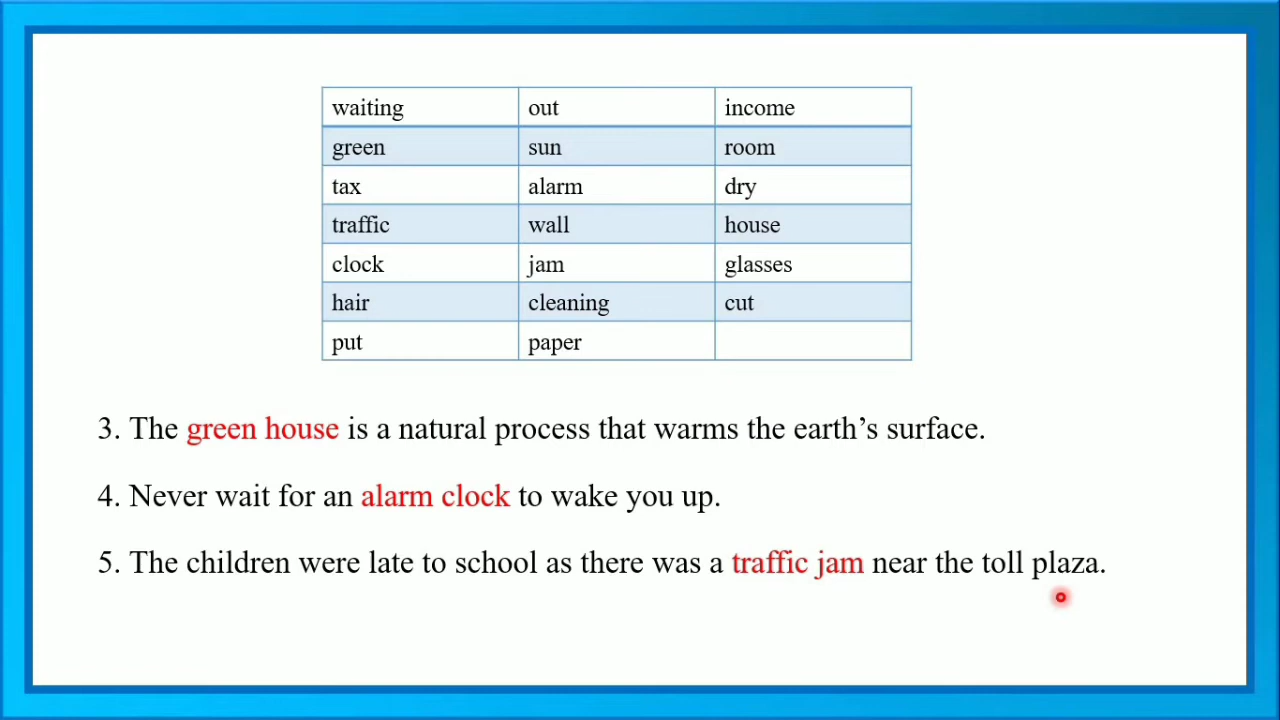 waiting out income
green sun room
tax alarm dry
traffic wall house
clock jam glasses
hair cleaning cut
put paper
3. The green house is a natural process that warms the earth’s surface.
4. Never wait for an alarm clock to wake you up.
5. The children were late to school as there was a traffic jam near the toll plaza.